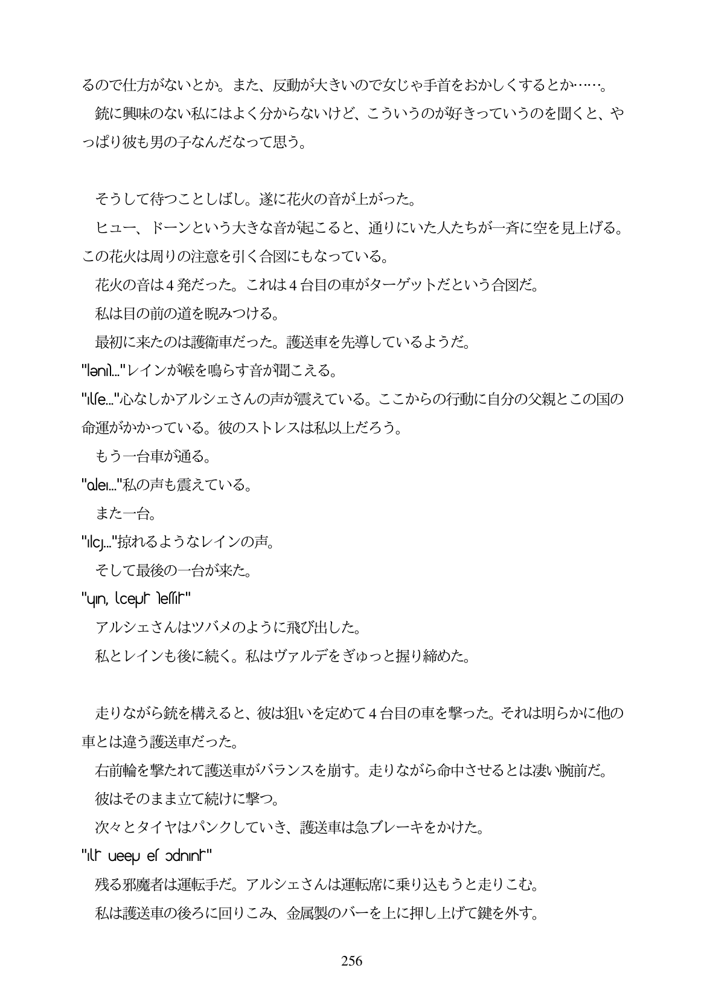 るので仕方がないとか。また、反動が大きいので女じゃ手首をおかしくするとか……。
銃に興味のない私にはよく分からないけど、こういうのが好きっていうのを聞くと、や
っぱり彼も男の子なんだなって思う。
そうして待つことしばし。遂に花火の音が上がった。
ヒュー、ドーンという大きな音が起こると、通りにいた人たちが一斉に空を見上げる。
この花火は周りの注意を引く合図にもなっている。
花火の音は4発だった。これは4台目の車がターゲットだという合図だ。
私は目の前の道を睨みつける。
最初に来たのは護衛車だった。護送車を先導しているようだ。
レインが喉を鳴らす音が聞こえる。
心なしかアルシェさんの声が震えている。ここからの行動に自分の父親とこの国の
命運がかかっている。彼のストレスは私以上だろう。
もう一台車が通る。
私の声も震えている。
また一台。
掠れるようなレインの声。
そして最後の一台が来た。
アルシェさんはツバメのように飛び出した。
私とレインも後に続く。私はヴァルデをぎゅっと握り締めた。
走りながら銃を構えると、彼は狙いを定めて4台目の車を撃った。それは明らかに他の
車とは違う護送車だった。
右前輪を撃たれて護送車がバランスを崩す。走りながら命中させるとは凄い腕前だ。
彼はそのまま立て続けに撃つ。
次々とタイヤはパンクしていき、護送車は急ブレーキをかけた。
残る邪魔者は運転手だ。アルシェさんは運転席に乗り込もうと走りこむ。
私は護送車の後ろに回りこみ、金属製のバーを上に押し上げて鍵を外す。
256